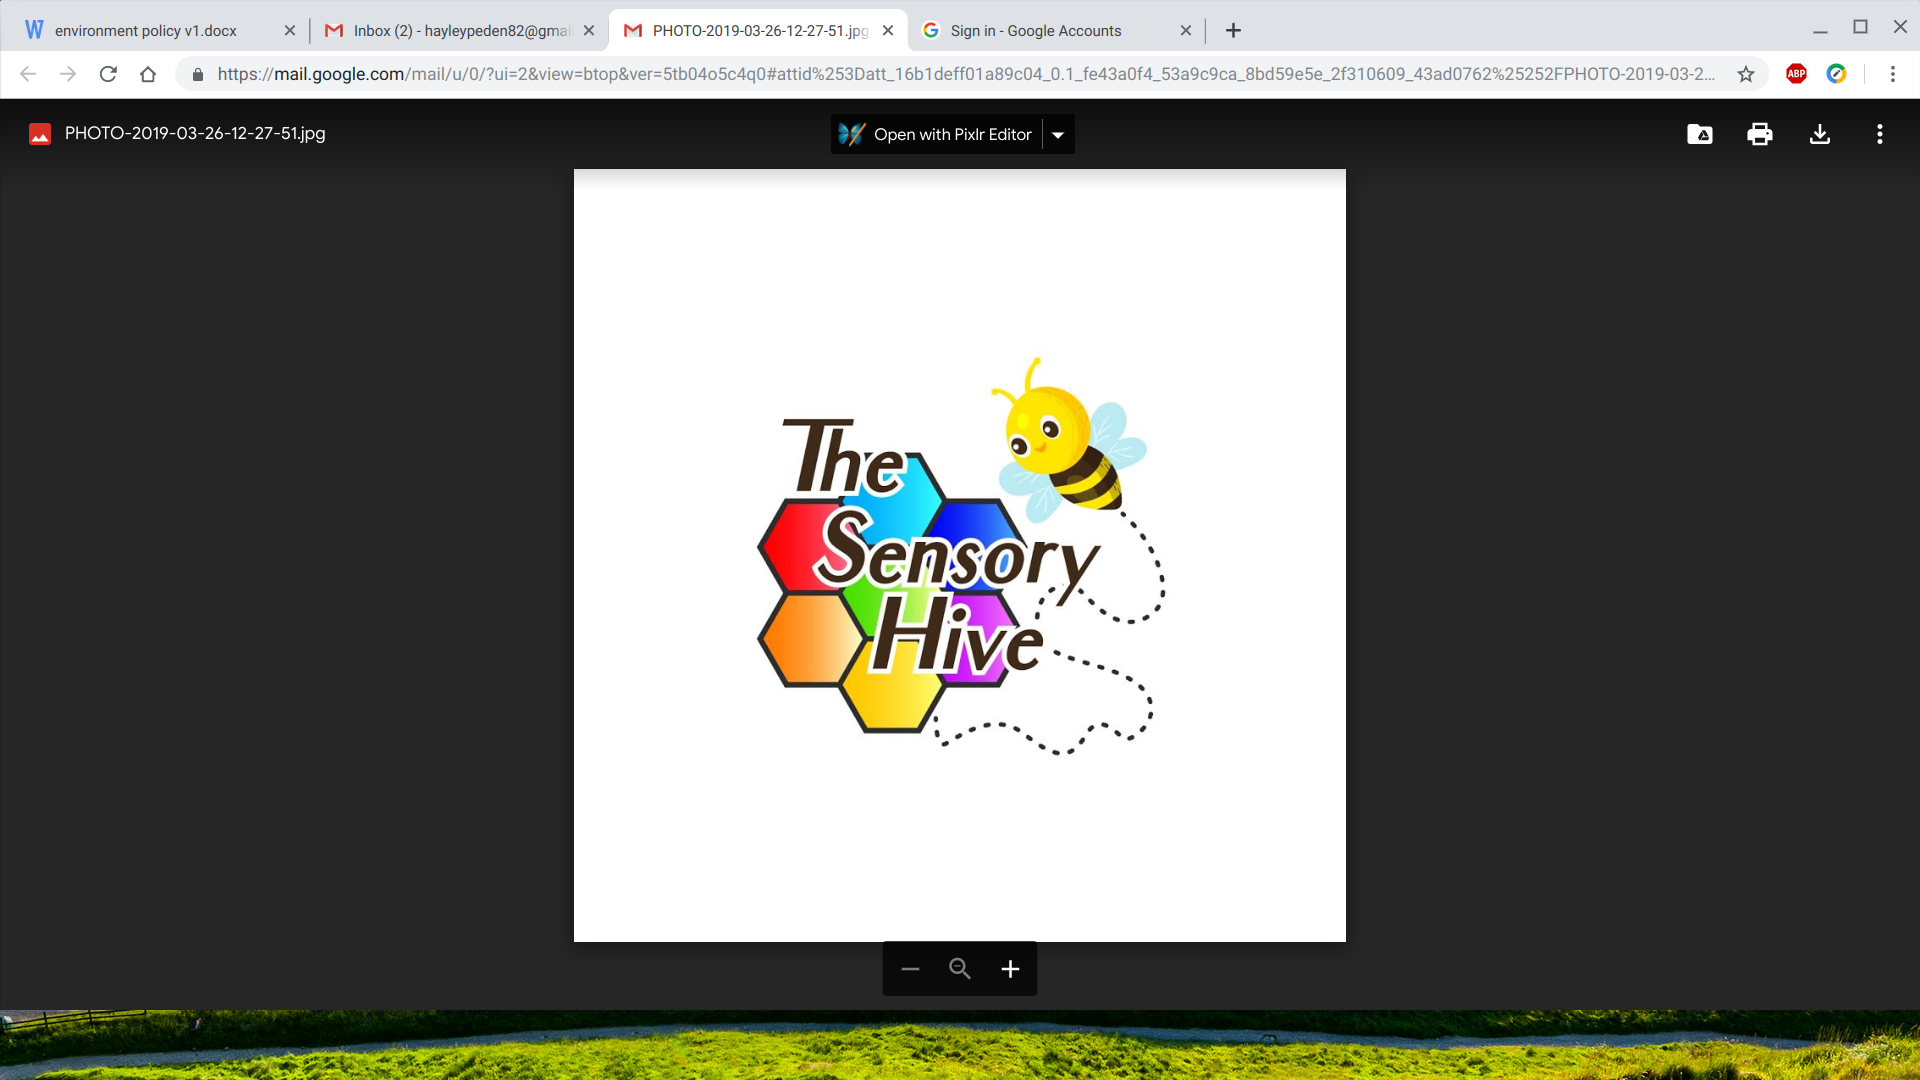 environment policy v1.docx
Inbox (2) - hayleypeden82@gmai
PHOTO-2019-03-26-12-27-51.jpg
Sign in - Google Accounts
https://mail.google.com/mail/u/0/?ui=2&view=btop&ver=5tb04o5c4q0#attid%253Datt_16b1deff01a89c04_0.1_fe43a0f4_53a9c9ca_8bd59e5e_2f310609_43ad0762%25252FPHOTO-2019-03-2...
ABP
PHOTO-2019-03-26-12-27-51.jpg
Open with Pixlr Editor
The
Sensory
Hive